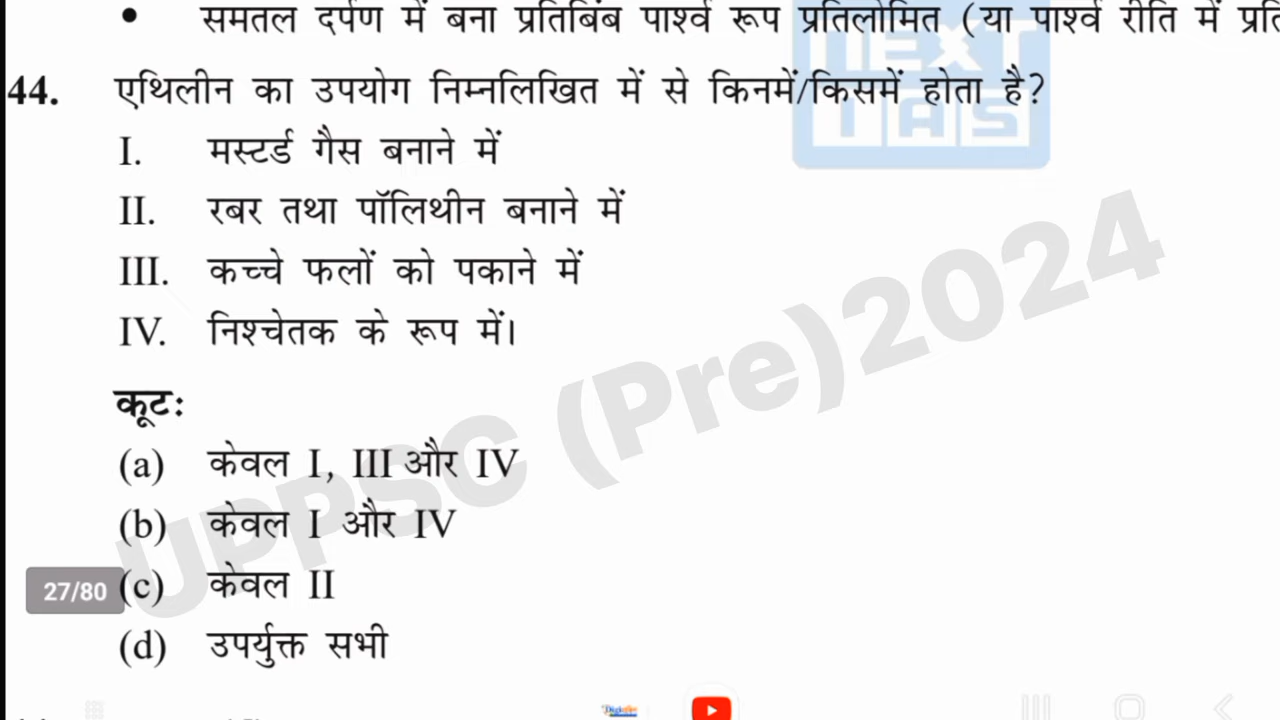 • समतल दर्पण में बना प्रतिबिंब पार्श्व रूप प्रतिलोमित (या पार्श्व रीति में
NEXT
IAS
44. एथिलीन का उपयोग निम्नलिखित में से किनमें/किसमें होता है?
I. मस्टर्ड गैस बनाने में
II. रबर तथा पॉलिथीन बनाने में
III. कच्चे फलों को पकाने में
IV. निश्चेतक के रूप में।
UPPSC (Pre)2024
कूटः
(a) केवल I, III और IV
(b) केवल I और IV
27/80
(c) केवल II
(d) उपर्युक्त सभी